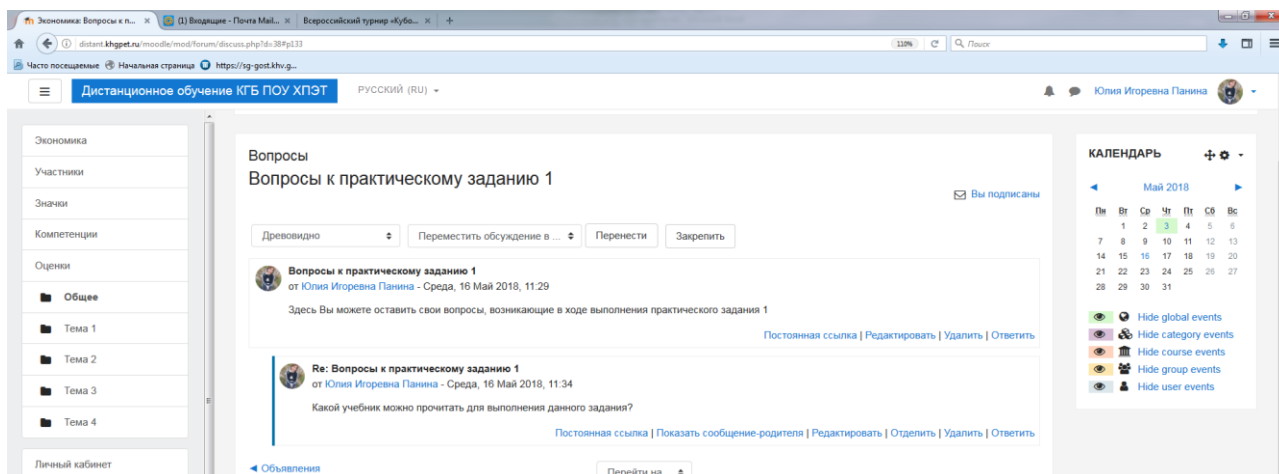 Экономика: Вопросы к п...
(1) Входящие - Почта Mail...
Всероссийский турнир «Кубо...
distant.khgpet.ru/moodle/mod/forum/discuss.php?d=38#p133
110%
Поиск
Часто посещаемые
Начальная страница
https://sg-gost.khv.g...
Дистанционное обучение КГБ ПОУ ХПЭТ
РУССКИЙ (RU)
Юлия Игоревна Панина
Экономика
Участники
Значки
Компетенции
Оценки
Общее
Тема 1
Тема 2
Тема 3
Тема 4
Личный кабинет
Вопросы
Вопросы к практическому заданию 1
Вы подписаны
Древовидно
Переместить обсуждение в ...
Перенести
Закрепить
Вопросы к практическому заданию 1
от Юлия Игоревна Панина - Среда, 16 Май 2018, 11:29
Здесь Вы можете оставить свои вопросы, возникающие в ходе выполнения практического задания 1
Постоянная ссылка | Редактировать | Удалить | Ответить
Re: Вопросы к практическому заданию 1
от Юлия Игоревна Панина - Среда, 16 Май 2018, 11:34
Какой учебник можно прочитать для выполнения данного задания?
Постоянная ссылка | Показать сообщение-родителя | Редактировать | Отделить | Удалить | Ответить
◄ Объявления
Перейти на...
КАЛЕНДАРЬ
◄ Май 2018 ►
Пн Вт Ср Чт Пт Сб Вс
1 2 3 4 5 6
7 8 9 10 11 12 13
14 15 16 17 18 19 20
21 22 23 24 25 26 27
28 29 30 31
Hide global events
Hide category events
Hide course events
Hide group events
Hide user events